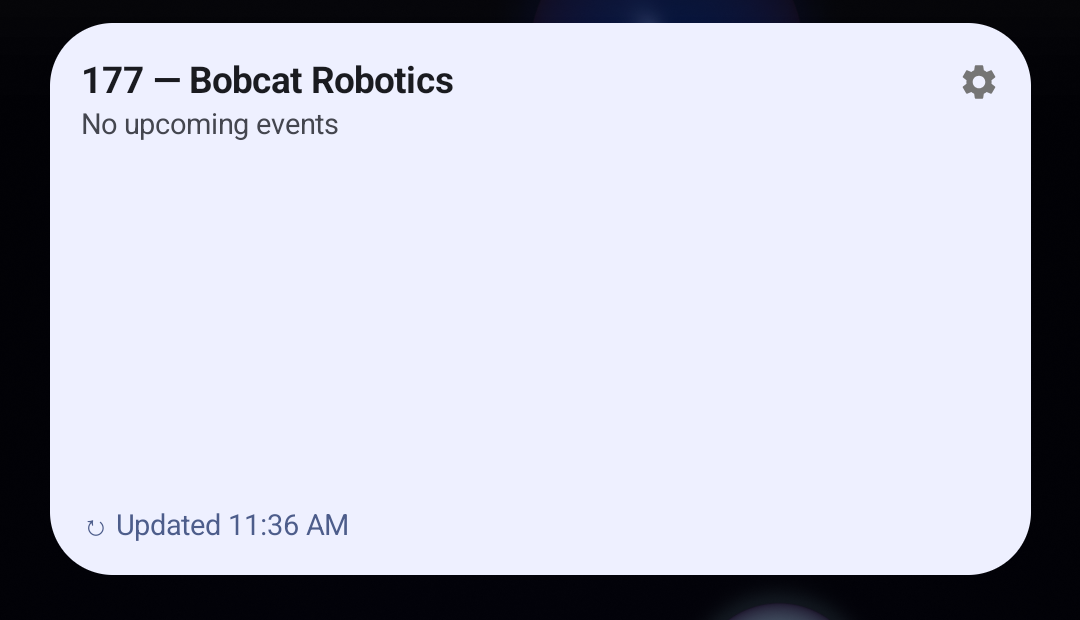 177 — Bobcat Robotics
No upcoming events
↻ Updated 11:36 AM